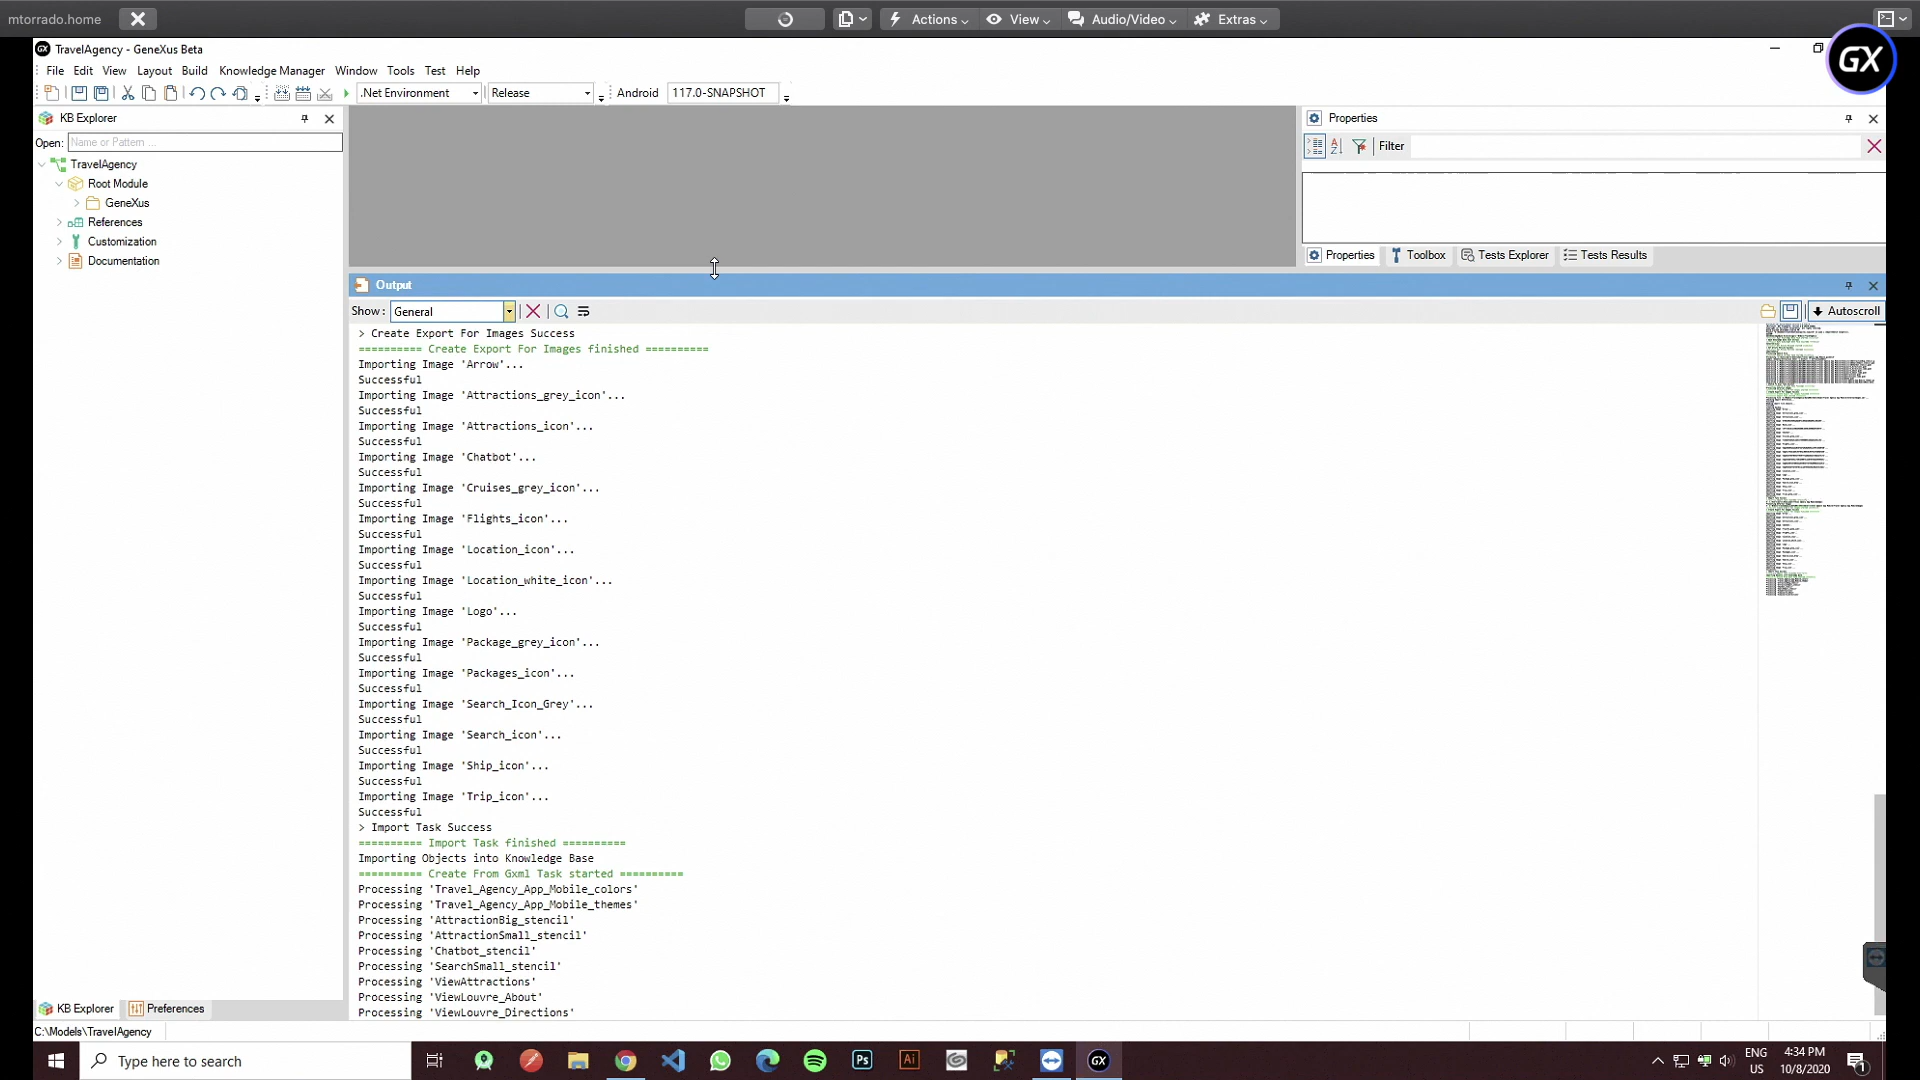 mtorrado.home
Actions
View
Audio/Video
Extras
GX TravelAgency - GeneXus Beta
GX
File Edit View Layout Build Knowledge Manager Window Tools Test Help
.Net Environment Release Android 117.0-SNAPSHOT
KB Explorer
Open: Name or Pattern ...
TravelAgency
Root Module
GeneXus
References
Customization
Documentation
Properties
Filter
Properties Toolbox Tests Explorer Tests Results
Output
Show: General
Autoscroll
> Create Export For Images Success
========== Create Export For Images finished ==========
Importing Image 'Arrow'...
Successful
Importing Image 'Attractions_grey_icon'...
Successful
Importing Image 'Attractions_icon'...
Successful
Importing Image 'Chatbot'...
Successful
Importing Image 'Cruises_grey_icon'...
Successful
Importing Image 'Flights_icon'...
Successful
Importing Image 'Location_icon'...
Successful
Importing Image 'Location_white_icon'...
Successful
Importing Image 'Logo'...
Successful
Importing Image 'Package_grey_icon'...
Successful
Importing Image 'Packages_icon'...
Successful
Importing Image 'Search_Icon_Grey'...
Successful
Importing Image 'Search_icon'...
Successful
Importing Image 'Ship_icon'...
Successful
Importing Image 'Trip_icon'...
Successful
> Import Task Success
========== Import Task finished ==========
Importing Objects into Knowledge Base
========== Create From Gxml Task started ==========
Processing 'Travel_Agency_App_Mobile_colors'
Processing 'Travel_Agency_App_Mobile_themes'
Processing 'AttractionBig_stencil'
Processing 'AttractionSmall_stencil'
Processing 'Chatbot_stencil'
Processing 'SearchSmall_stencil'
Processing 'ViewAttractions'
Processing 'ViewLouvre_About'
Processing 'ViewLouvre_Directions'
KB Explorer Preferences
C:\Models\TravelAgency
Type here to search
Ps
Ai
GX
ENG
US
4:34 PM
10/8/2020
1